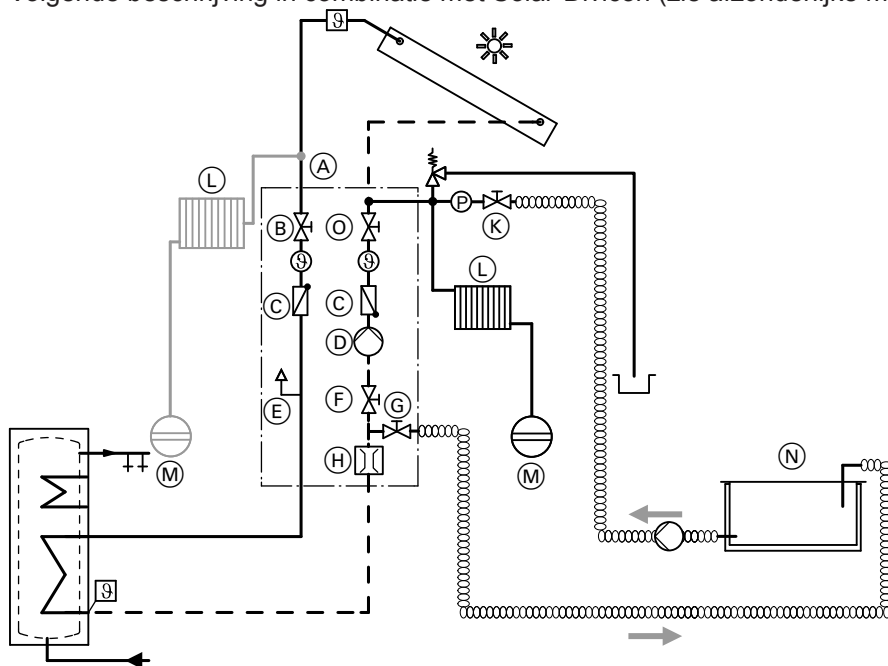 Volgende beschrijving in combinatie met Solar-Divicon (zie afzonderlijke
ϑ
A
L
B
O
P
K
ϑ
ϑ
L
C
C
D
E
F
G
M
H
M
N
ϑ